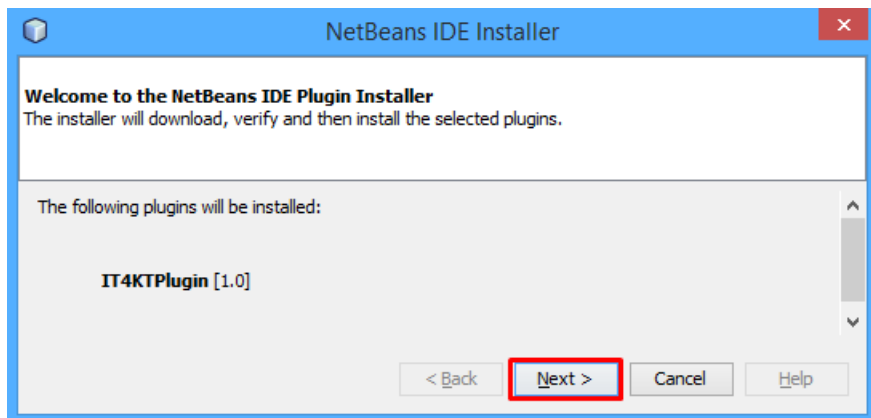 NetBeans IDE Installer
Welcome to the NetBeans IDE Plugin Installer
The installer will download, verify and then install the selected plugins.
The following plugins will be installed:
IT4KTPlugin [1.0]
< Back Next > Cancel Help